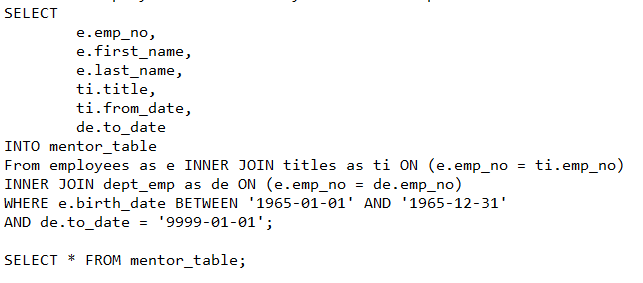 SELECT
e.emp_no,
e.first_name,
e.last_name,
ti.title,
ti.from_date,
de.to_date
INTO mentor_table
From employees as e INNER JOIN titles as ti ON (e.emp_no = ti.emp_no)
INNER JOIN dept_emp as de ON (e.emp_no = de.emp_no)
WHERE e.birth_date BETWEEN '1965-01-01' AND '1965-12-31'
AND de.to_date = '9999-01-01';
SELECT * FROM mentor_table;